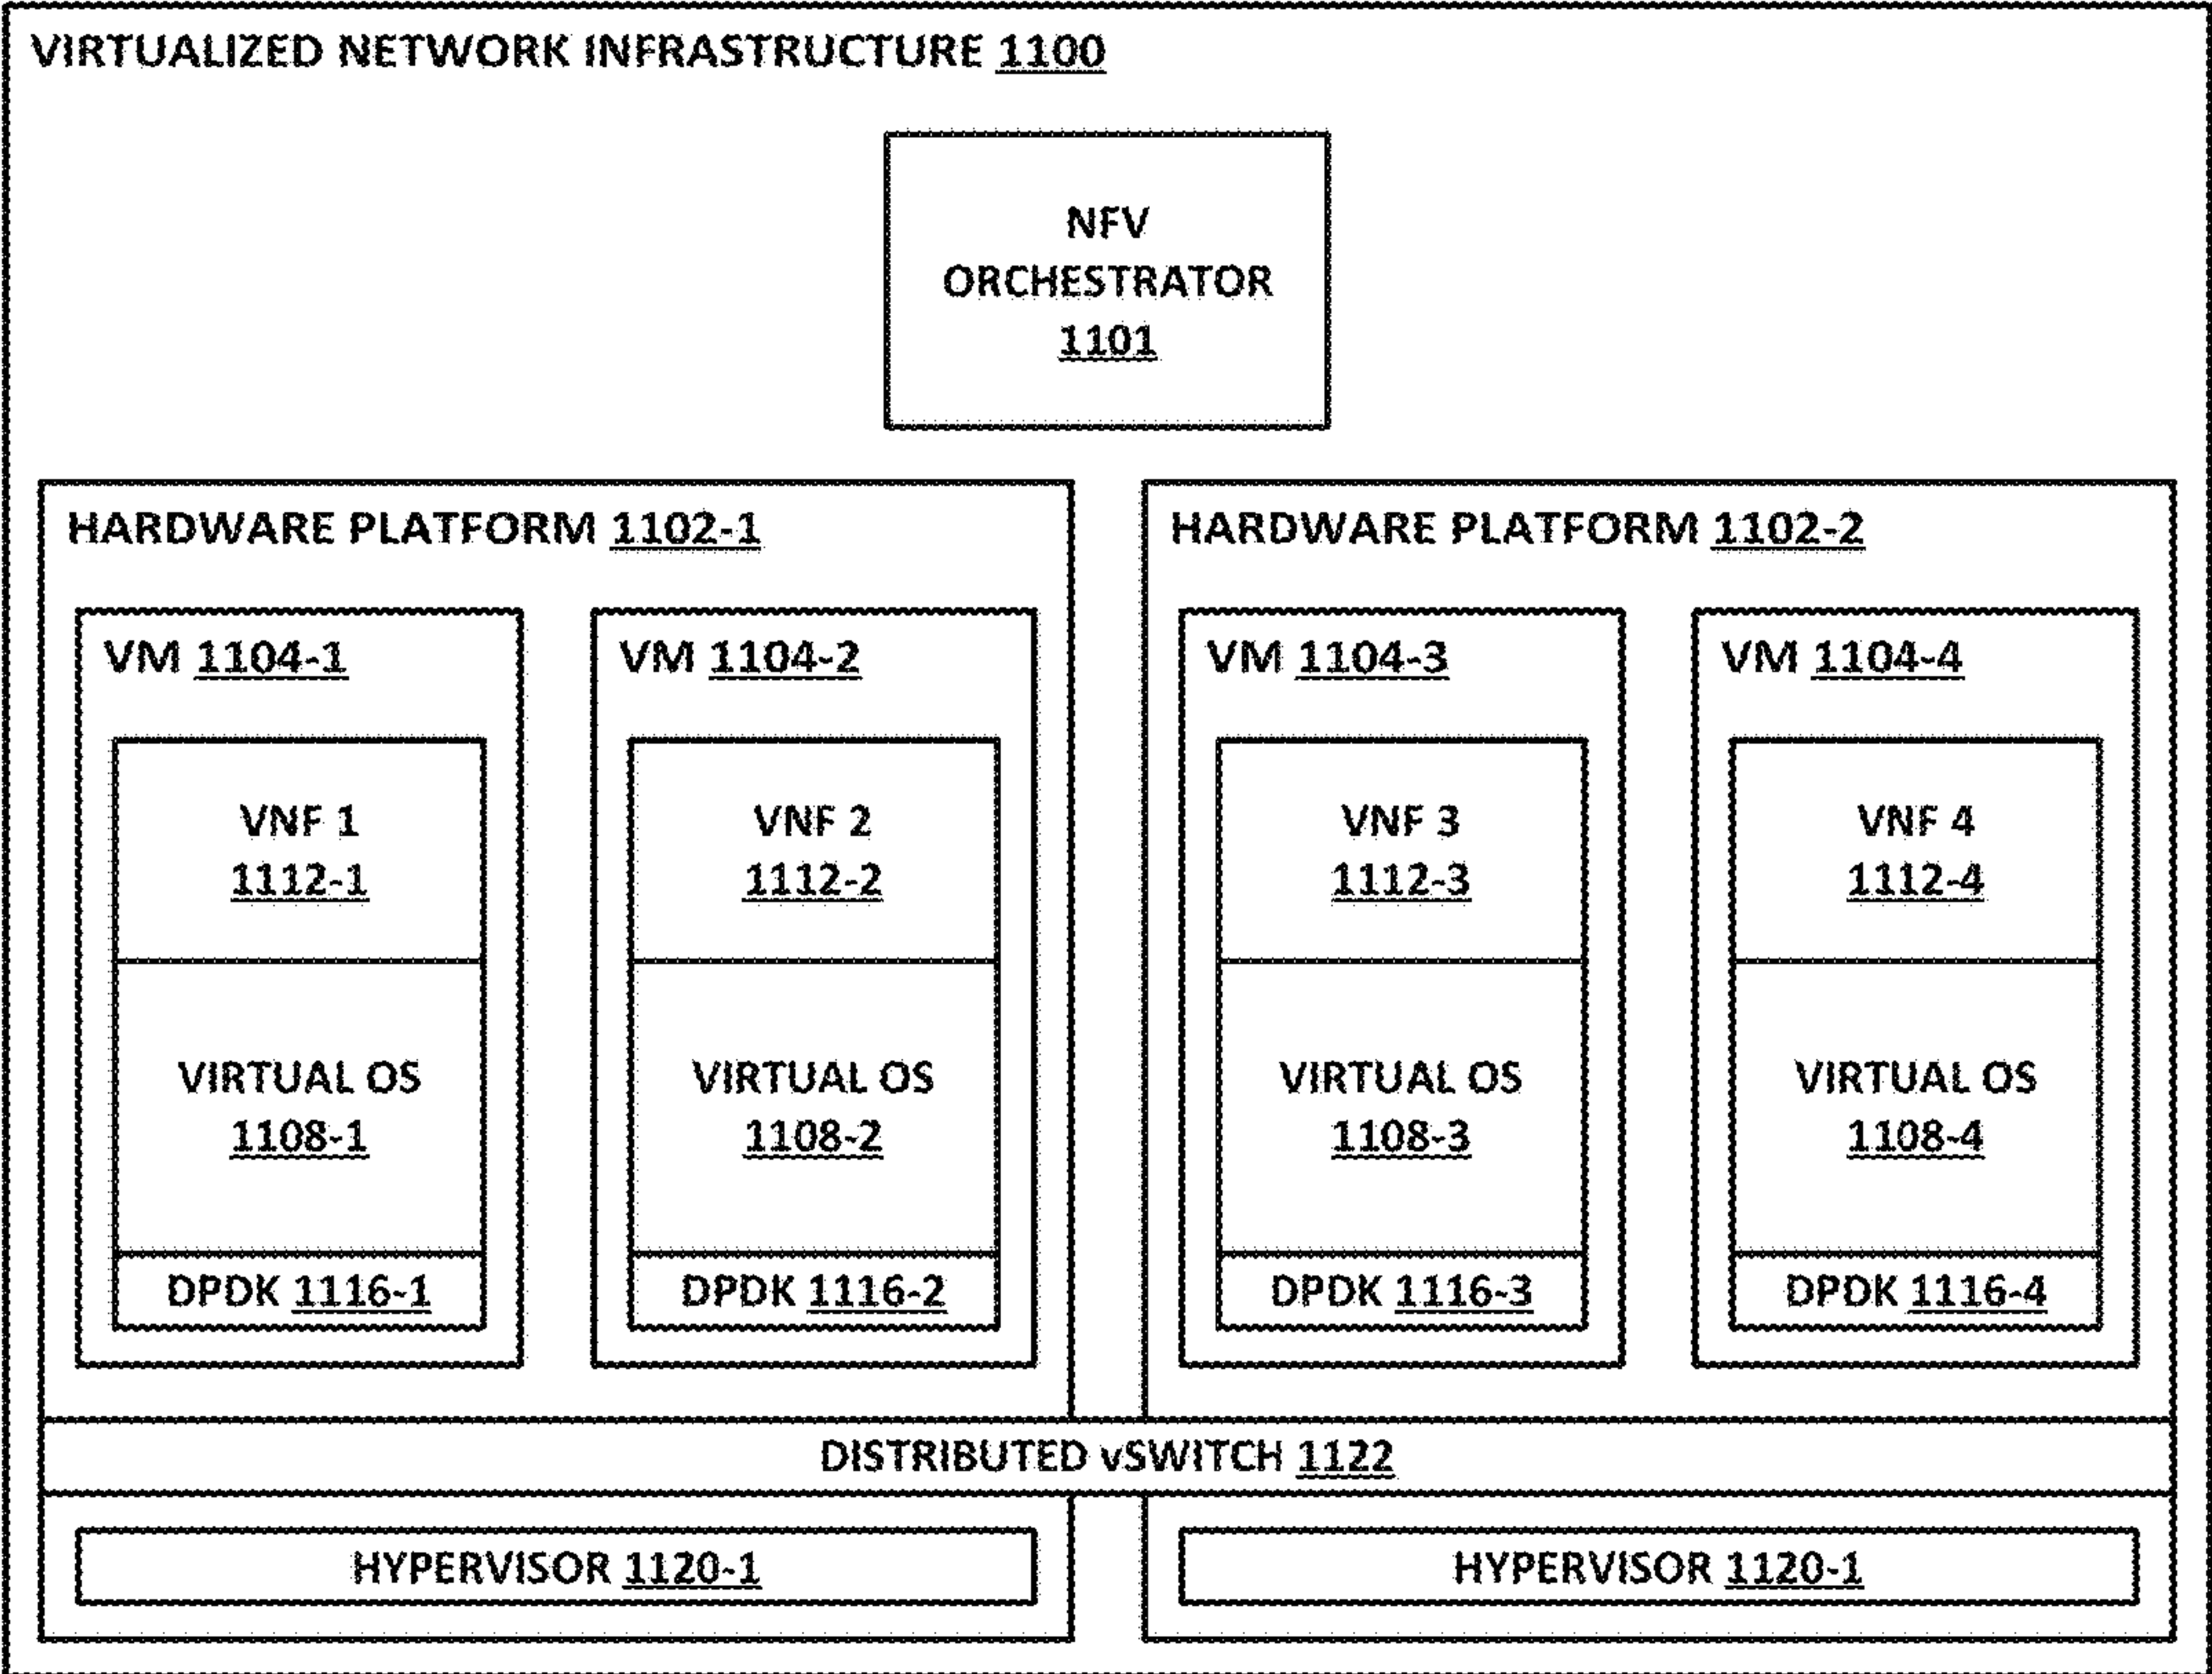 VIRTUALIZED NETWORK INFRASTRUCTURE 1100
NFV
ORCHESTRATOR
1101
HARDWARE PLATFORM 1102-1
VM 1104-1
VNF 1
1112-1
VIRTUAL OS
1108-1
DPDK 1116-1
VM 1104-2
VNF 2
1112-2
VIRTUAL OS
1108-2
DPDK 1116-2
HARDWARE PLATFORM 1102-2
VM 1104-3
VNF 3
1112-3
VIRTUAL OS
1108-3
DPDK 1116-3
VM 1104-4
VNF 4
1112-4
VIRTUAL OS
1108-4
DPDK 1116-4
DISTRIBUTED vSWITCH 1122
HYPERVISOR 1120-1
HYPERVISOR 1120-1